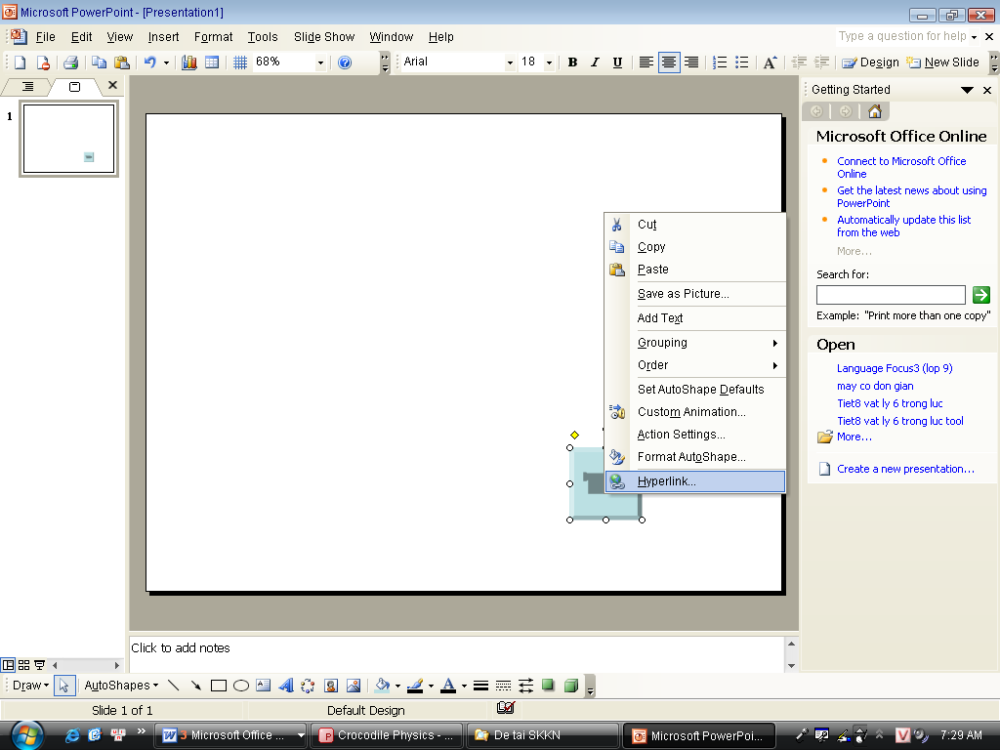 Microsoft PowerPoint - [Presentation1]
File Edit View Insert Format Tools Slide Show Window Help
Type a question for help
68% Arial 18 B I U A Design New Slide
Getting Started
1
Microsoft Office Online
Connect to Microsoft Office
Online
Get the latest news about using
PowerPoint
Automatically update this list
from the web
More...
Search for:
Example: "Print more than one copy"
Open
Language Focus3 (lop 9)
may co don gian
Tiet8 vat ly 6 trong luc
Tiet8 vat ly 6 trong luc tool
More...
Create a new presentation...
Cut
Copy
Paste
Save as Picture...
Add Text
Grouping
Order
Set AutoShape Defaults
Custom Animation...
Action Settings...
Format AutoShape...
Hyperlink...
Click to add notes
Draw AutoShapes A A
Slide 1 of 1 Default Design
3 Microsoft Office ... Crocodile Physics - ... De tai SKKN Microsoft PowerPoi... V 7:29 AM